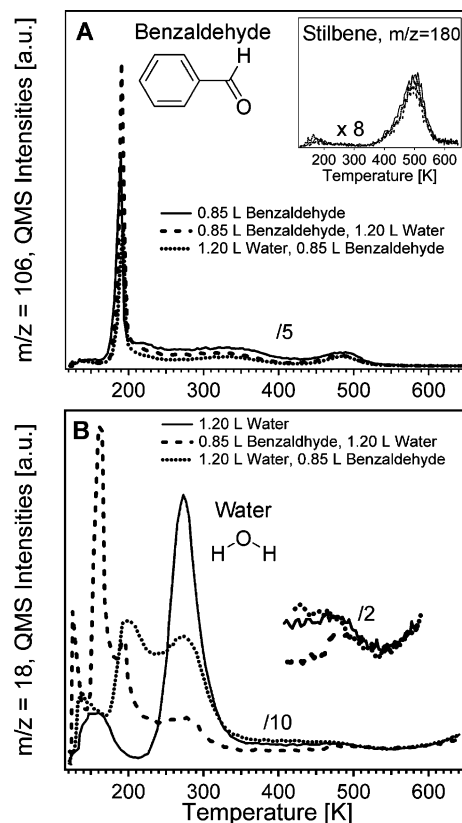 A
Benzaldehyde
H
O
Stilbene, m/z=180
x 8
200 300 400 500 600
Temperature [K]
0.85 L Benzaldehyde
0.85 L Benzaldehyde, 1.20 L Water
1.20 L Water, 0.85 L Benzaldehyde
/5
m/z = 106, QMS Intensities [a.u.]
200 300 400 500 600
B
1.20 L Water
0.85 L Benzaldhyde, 1.20 L Water
1.20 L Water, 0.85 L Benzaldehyde
Water
H O H
/2
/10
m/z = 18, QMS Intensities [a.u.]
200 300 400 500 600
Temperature [K]